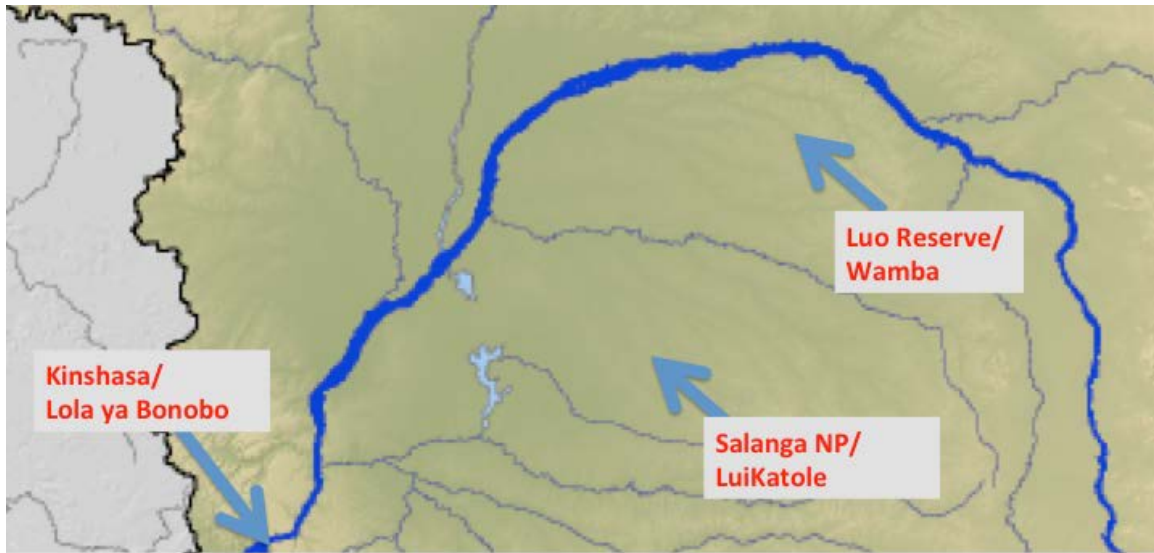 Luo Reserve/
Wamba
Kinshasa/
Lola ya Bonobo
Salanga NP/
LuiKatole